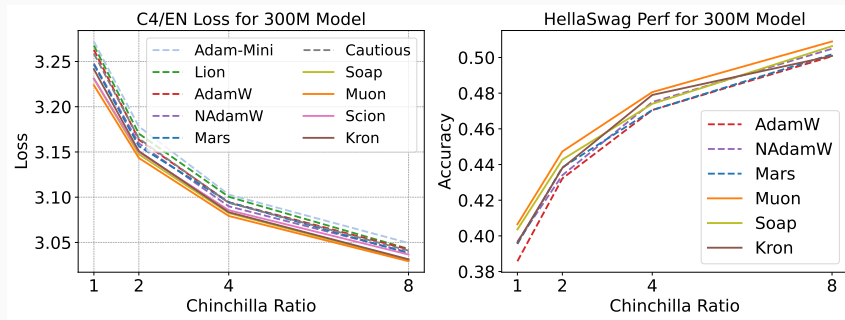 C4/EN Loss for 300M Model
Loss
3.25
3.20
3.15
3.10
3.05
Adam-Mini
Lion
AdamW
NAdamW
Mars
Cautious
Soap
Muon
Scion
Kron
1
2
4
8
Chinchilla Ratio
HellaSwag Perf for 300M Model
Accuracy
0.50
0.48
0.46
0.44
0.42
0.40
0.38
AdamW
NAdamW
Mars
Muon
Soap
Kron
1
2
4
8
Chinchilla Ratio